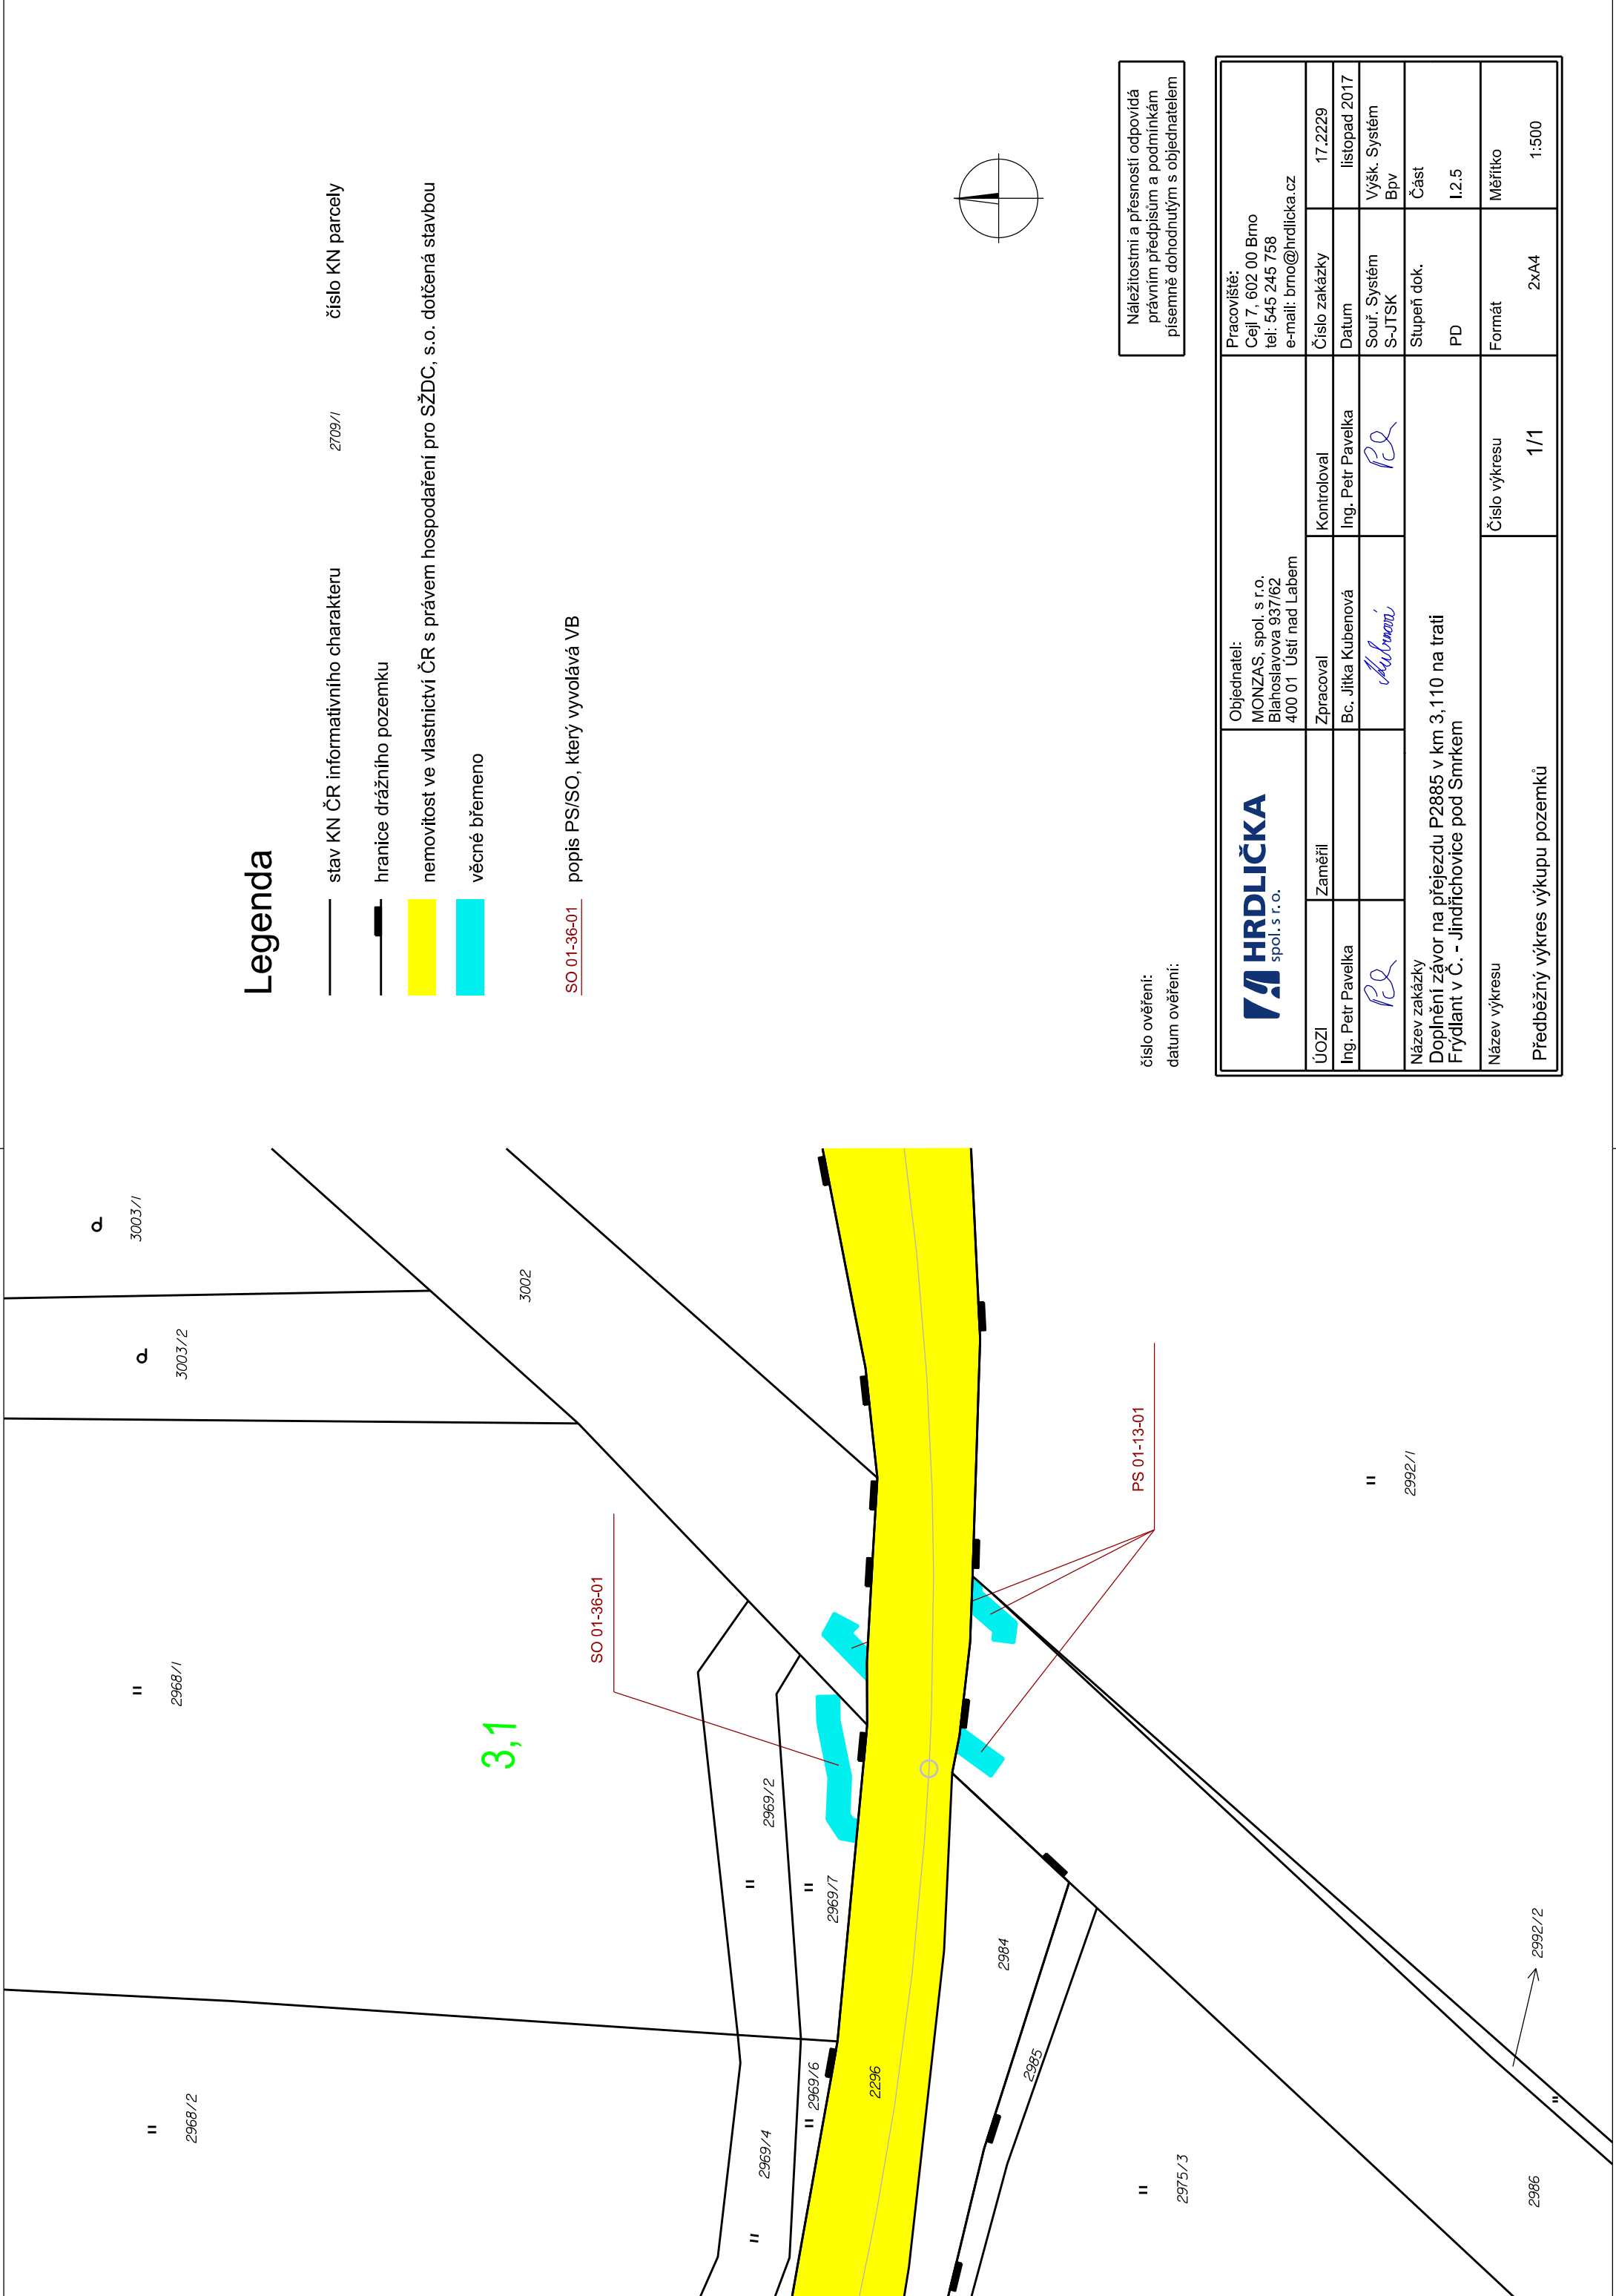 2968/2
2968/1
3003/2
3003/1
3002
3,1
SO 01-36-01
2969/2
2969/7
2969/4
2969/6
2296
2984
2985
2975/3
2986
2992/2
2992/1
PS 01-13-01
Legenda
stav KN ČR informativního charakteru
2709/1
číslo KN parcely
hranice drážního pozemku
nemovitost ve vlastnictví ČR s právem hospodaření pro SŽDC, s.o. dotčená stavbou
věcné břemeno
SO 01-36-01
popis PS/SO, který vyvolává VB
číslo ověření:
datum ověření:
Náležitostmi a přesností odpovídá
právním předpisům a podmínkám
písemně dohodnutým s objednatelem
HRDLIČKA
spol. s r.o.
Objednatel:
MONZAS, spol. s r.o.
Blahoslavova 937/62
400 01 Ústí nad Labem
Pracoviště:
Cejl 7, 602 00 Brno
tel: 545 245 758
e-mail: brno@hrdlicka.cz
ÚOZI
Zaměřil
Zpracoval
Kontroloval
Číslo zakázky
17.2229
Ing. Petr Pavelka
Bc. Jitka Kubenová
Ing. Petr Pavelka
Datum
listopad 2017
Kubenová
Souř. Systém
S-JTSK
Výšk. Systém
Bpv
Název zakázky
Doplnění závor na přejezdu P2885 v km 3,110 na trati
Frýdlant v Č. - Jindřichovice pod Smrkem
Stupeň dok.
PD
Část
I.2.5
Název výkresu
Předběžný výkres výkupu pozemků
Číslo výkresu
1/1
Formát
2xA4
Měřítko
1:500